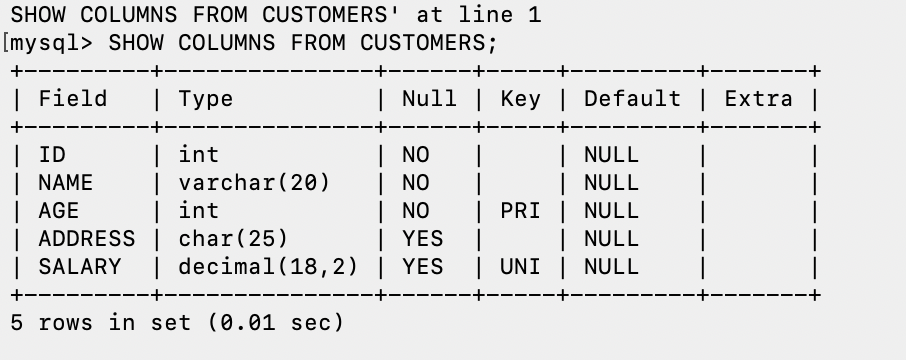 SHOW COLUMNS FROM CUSTOMERS' at line 1
[mysql> SHOW COLUMNS FROM CUSTOMERS;
+----------+---------------+------+-----+---------+-------+
| Field    | Type          | Null | Key | Default | Extra |
+----------+---------------+------+-----+---------+-------+
| ID       | int           | NO   |     | NULL    |       |
| NAME     | varchar(20)   | NO   |     | NULL    |       |
| AGE      | int           | NO   | PRI | NULL    |       |
| ADDRESS  | char(25)      | YES  |     | NULL    |       |
| SALARY   | decimal(18,2) | YES  | UNI | NULL    |       |
+----------+---------------+------+-----+---------+-------+
5 rows in set (0.01 sec)